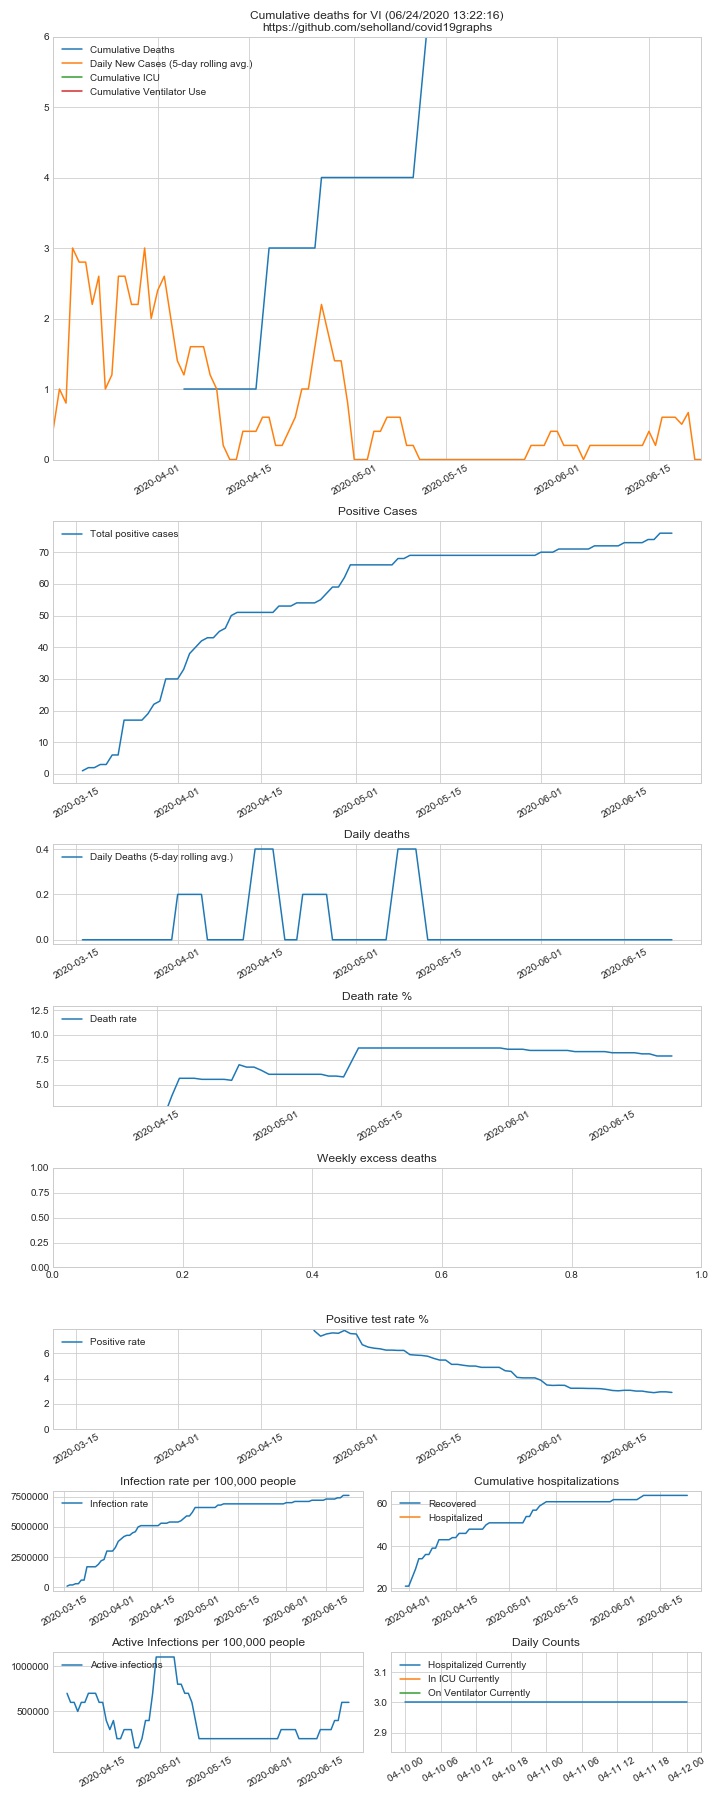 Cumulative deaths for VI (06/24/2020 13:22:16)
https://github.com/seholland/covid19graphs
Cumulative Deaths
Daily New Cases (5-day rolling avg.)
Cumulative ICU
Cumulative Ventilator Use
6
5
4
3
2
1
0
2020-04-01 2020-04-15 2020-05-01 2020-05-15 2020-06-01 2020-06-15
Positive Cases
Total positive cases
70
60
50
40
30
20
10
0
2020-03-15 2020-04-01 2020-04-15 2020-05-01 2020-05-15 2020-06-01 2020-06-15
Daily deaths
Daily Deaths (5-day rolling avg.)
0.4
0.2
0.0
2020-03-15 2020-04-01 2020-04-15 2020-05-01 2020-05-15 2020-06-01 2020-06-15
Death rate %
Death rate
12.5
10.0
7.5
5.0
2020-04-15 2020-05-01 2020-05-15 2020-06-01 2020-06-15
Weekly excess deaths
1.00
0.75
0.50
0.25
0.00
0.0 0.2 0.4 0.6 0.8 1.0
Positive test rate %
Positive rate
6
4
2
0
2020-03-15 2020-04-01 2020-04-15 2020-05-01 2020-05-15 2020-06-01 2020-06-15
Infection rate per 100,000 people
Infection rate
7500000
5000000
2500000
0
2020-03-15 2020-04-01 2020-04-15 2020-05-01 2020-05-15 2020-06-01 2020-06-15
Cumulative hospitalizations
Recovered
Hospitalized
60
40
20
2020-04-01 2020-04-15 2020-05-01 2020-05-15 2020-06-01 2020-06-15
Active Infections per 100,000 people
Active infections
1000000
500000
2020-04-15 2020-05-01 2020-05-15 2020-06-01 2020-06-15
Daily Counts
Hospitalized Currently
In ICU Currently
On Ventilator Currently
3.1
3.0
2.9
04-10 00 04-10 06 04-10 12 04-10 18 04-11 00 04-11 06 04-11 12 04-11 18 04-12 00